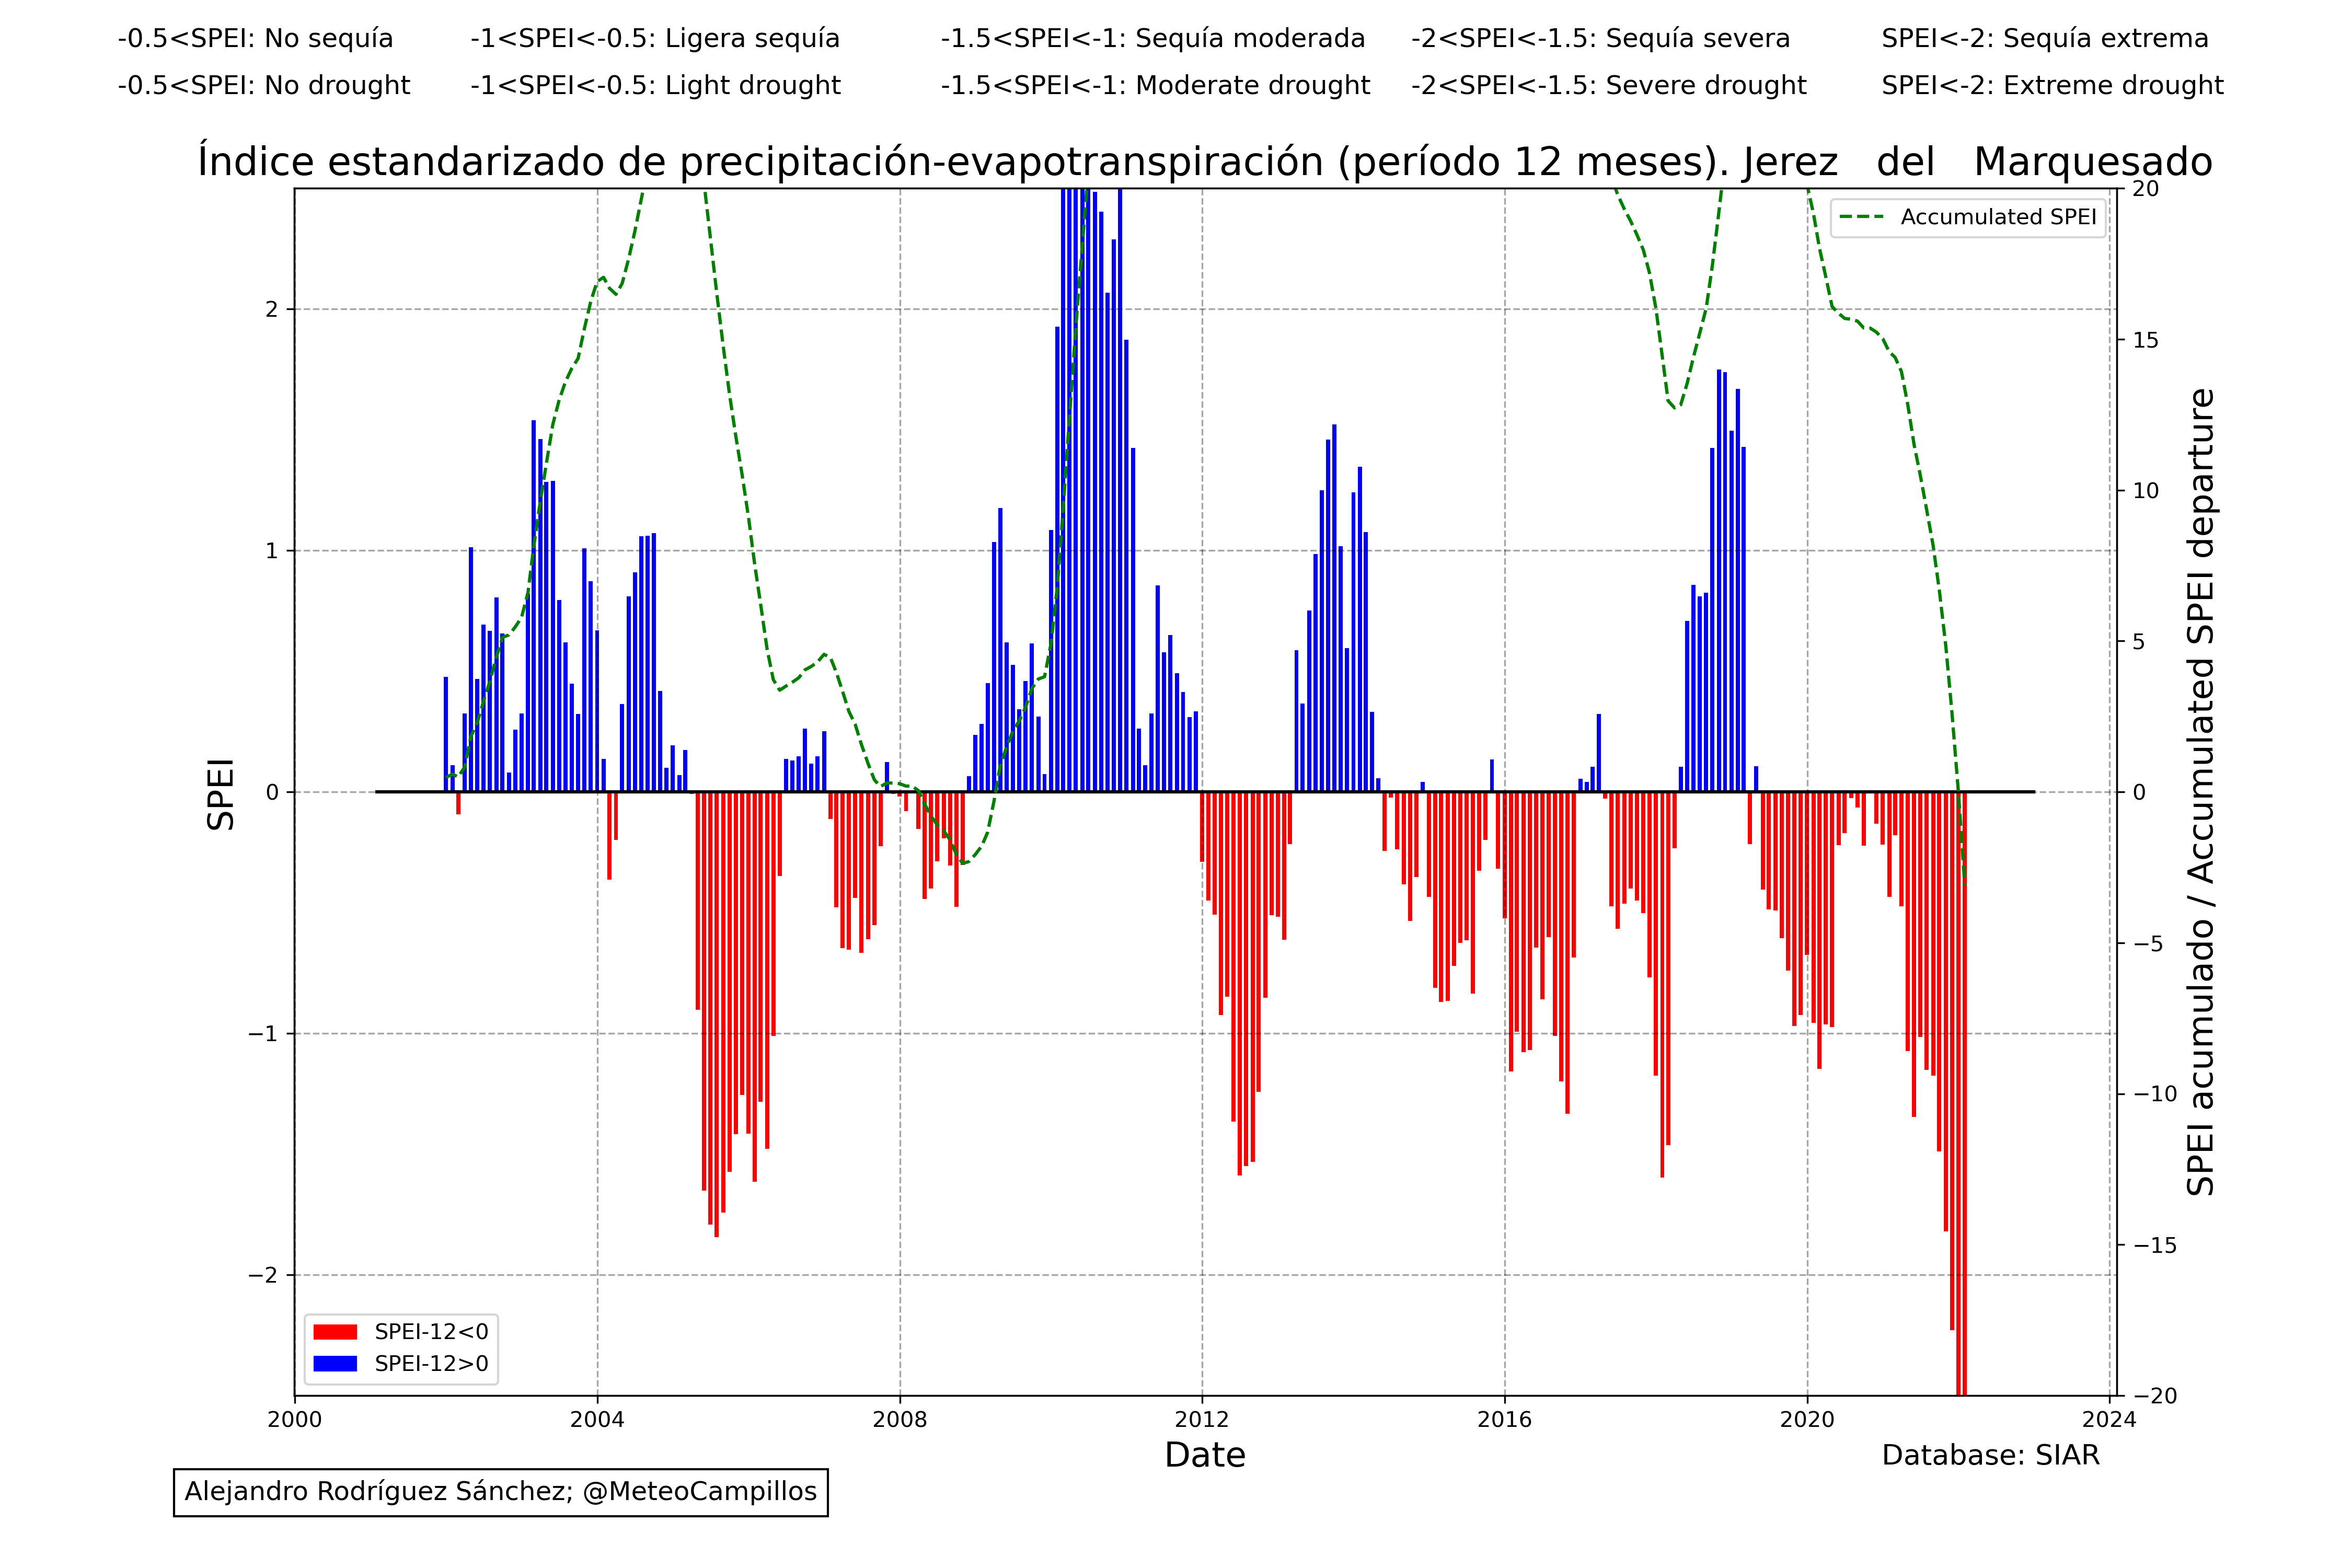 -0.5<SPEI: No sequía -1<SPEI<-0.5: Ligera sequía -1.5<SPEI<-1: Sequía moderada -2<SPEI<-1.5: Sequía severa SPEI<-2: Sequía extrema
-0.5<SPEI: No drought -1<SPEI<-0.5: Light drought -1.5<SPEI<-1: Moderate drought -2<SPEI<-1.5: Severe drought SPEI<-2: Extreme drought
Índice estandarizado de precipitación-evapotranspiración (período 12 meses). Jerez del Marquesado
Accumulated SPEI
SPEI
2
1
0
−1
−2
20
15
10
5
0
−5
−10
−15
−20
SPEI acumulado / Accumulated SPEI departure
SPEI-12<0
SPEI-12>0
2000 2004 2008 2012 2016 2020 2024
Date
Database: SIAR
Alejandro Rodríguez Sánchez; @MeteoCampillos